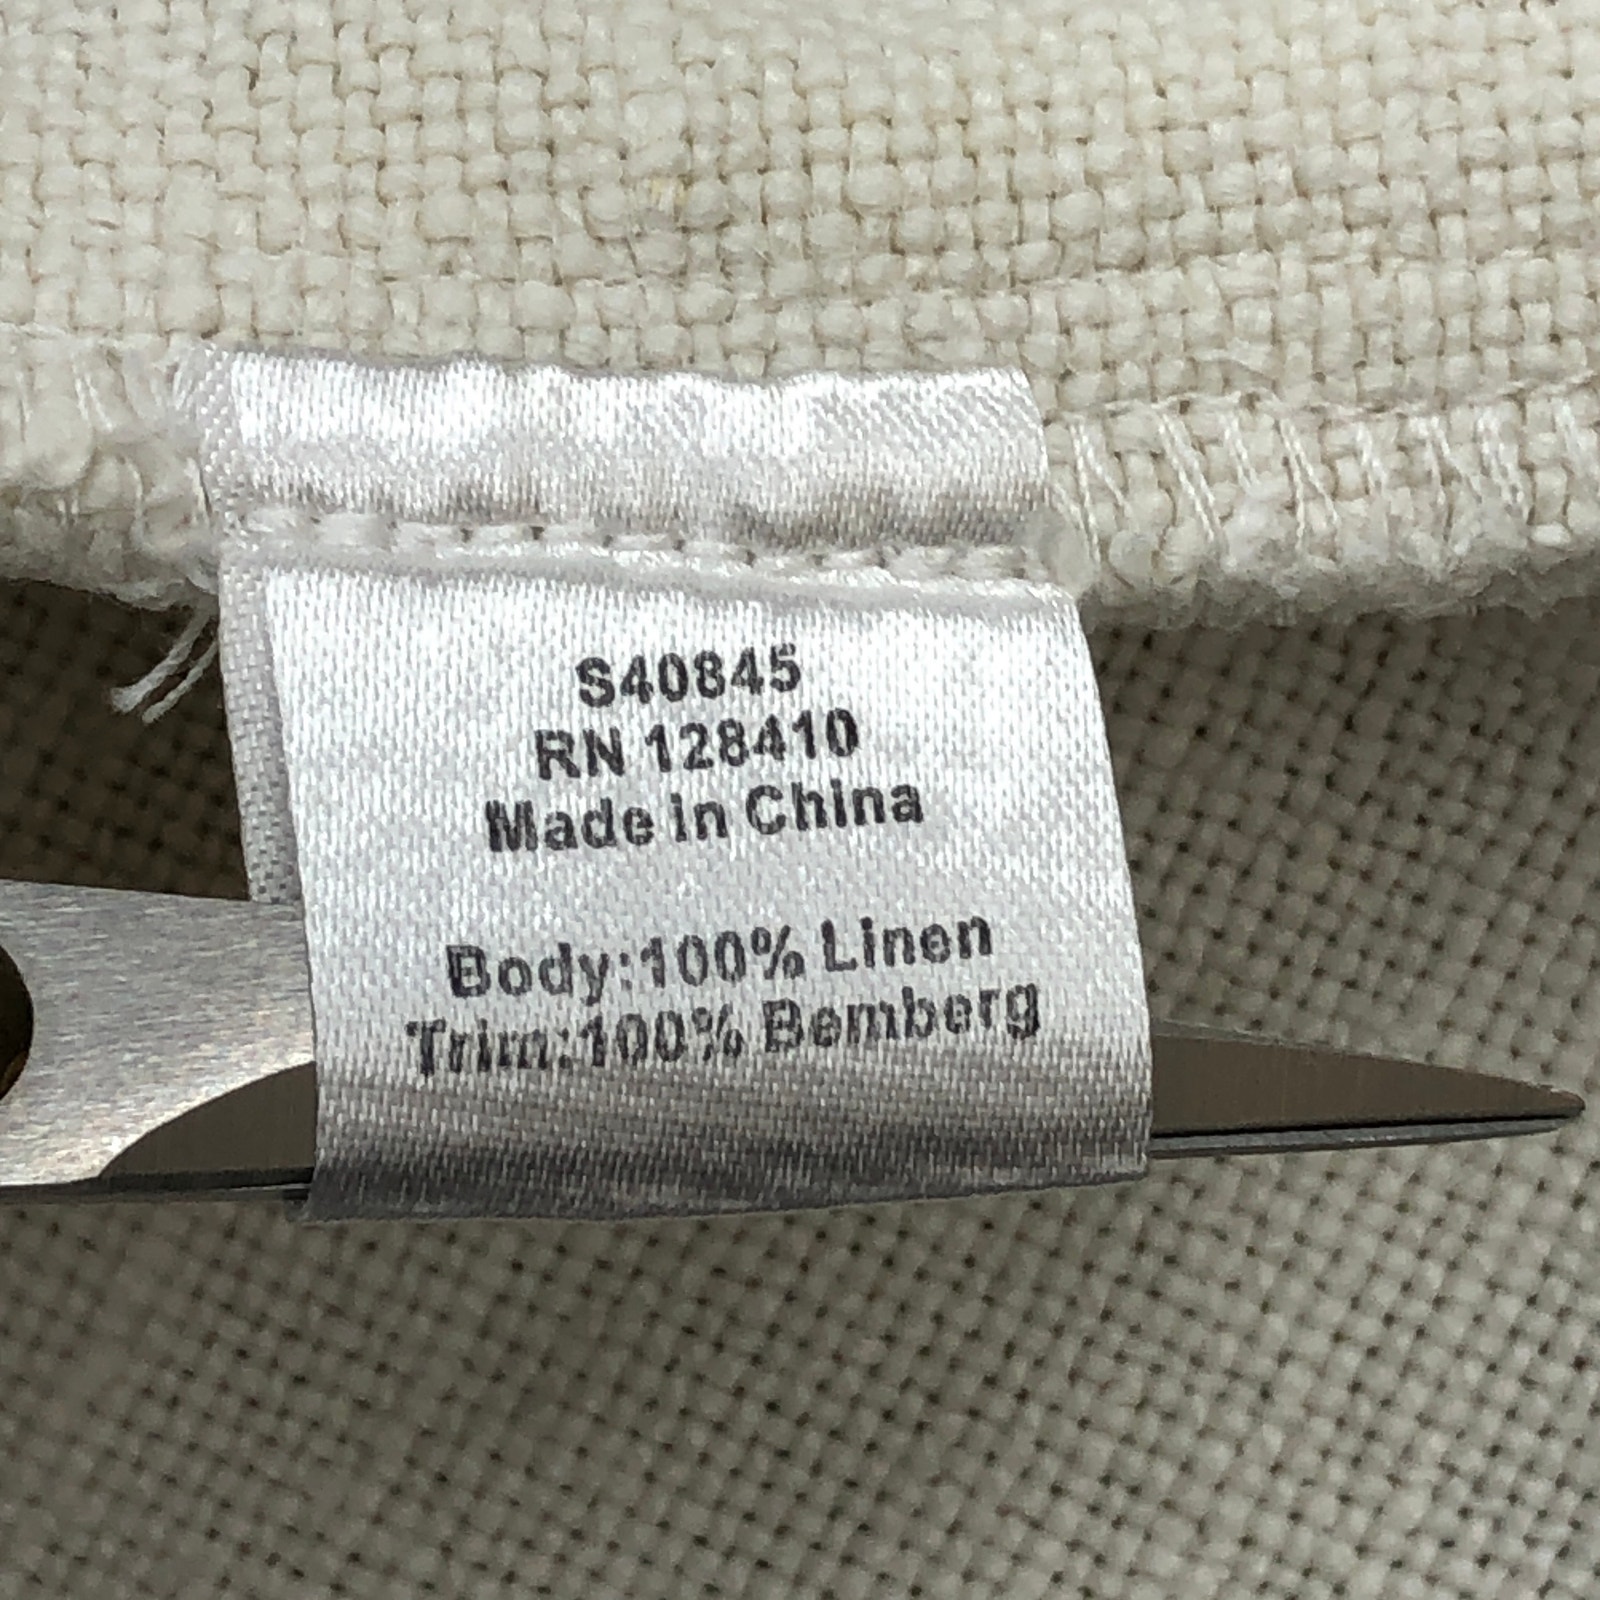 S40845
RN 128410
Made in China
Body:100% Linen
Trim:100% Bemberg